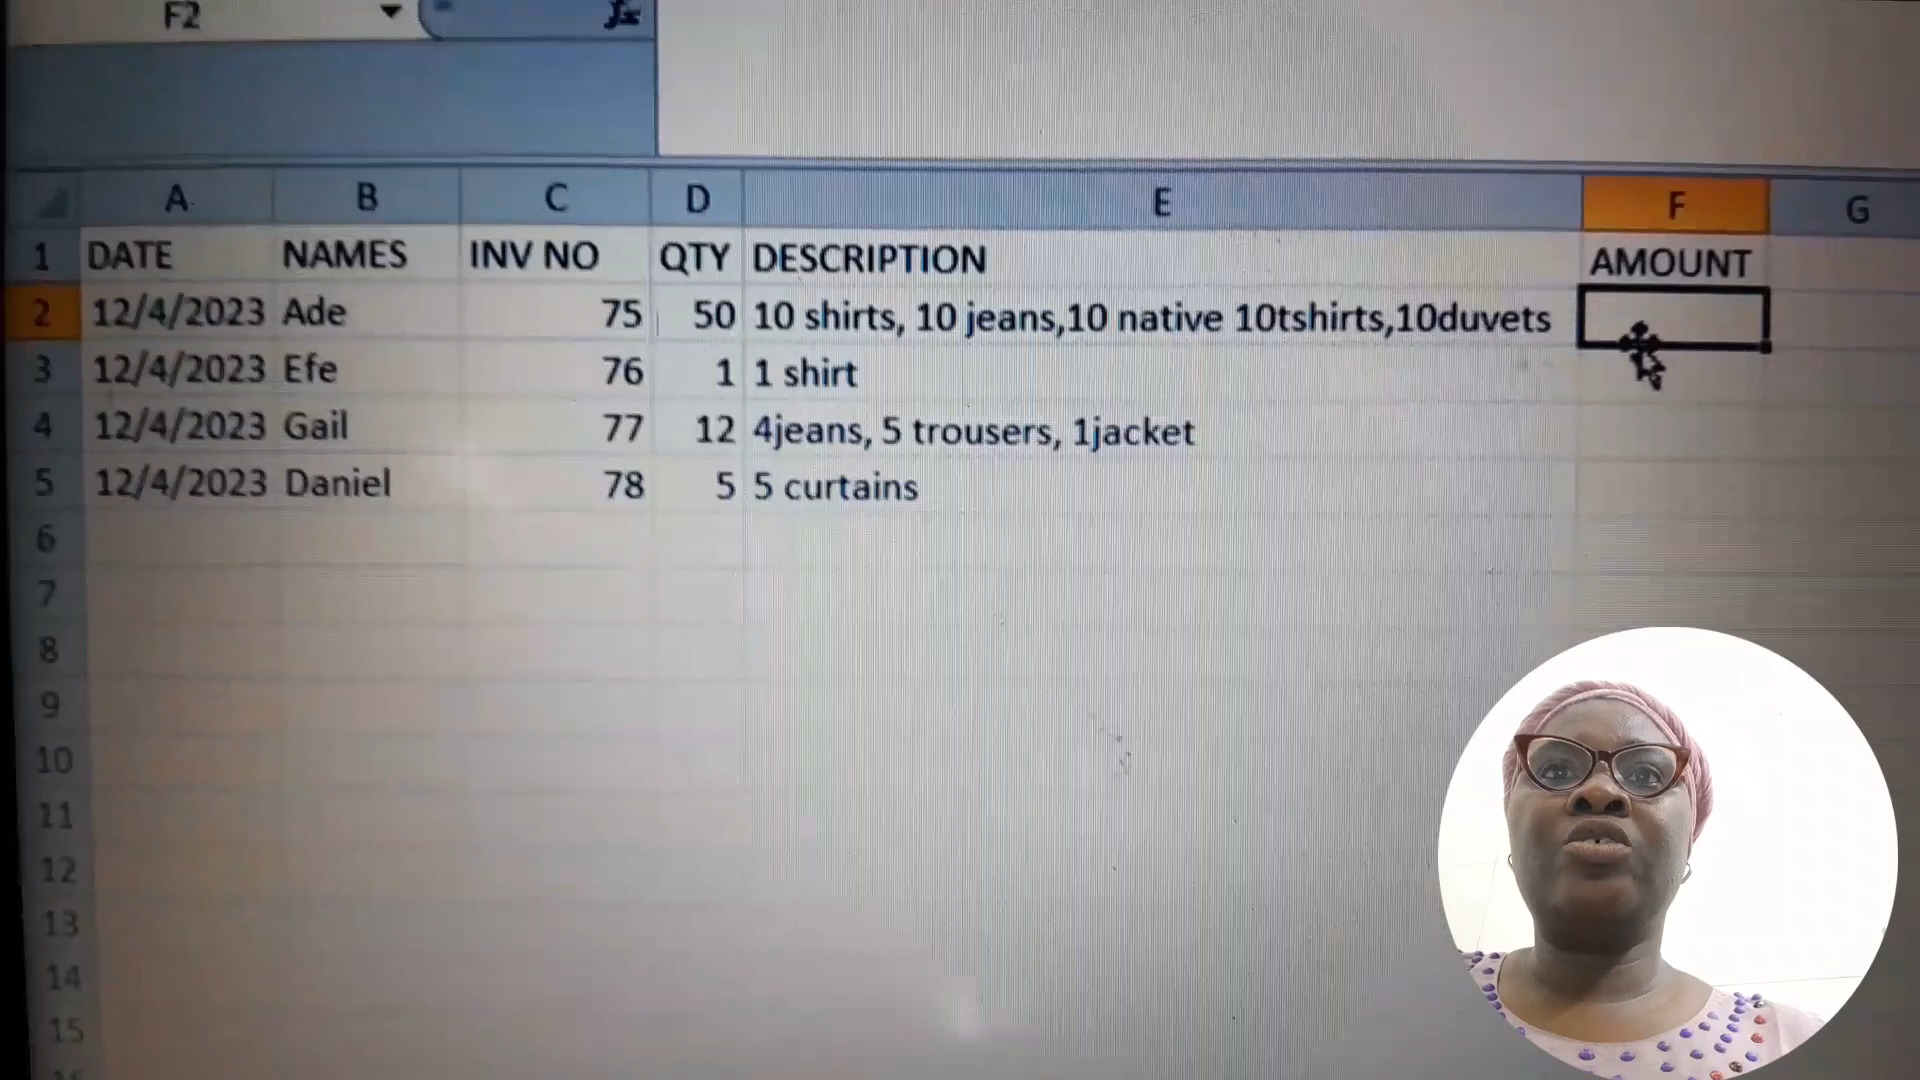 F2 fx
A B C D E F G
1 DATE NAMES INV NO QTY DESCRIPTION AMOUNT
2 12/4/2023 Ade 75 50 10 shirts, 10 jeans,10 native 10tshirts,10duvets
3 12/4/2023 Efe 76 1 1 shirt
4 12/4/2023 Gail 77 12 4jeans, 5 trousers, 1jacket
5 12/4/2023 Daniel 78 5 5 curtains
6
7
8
9
10
11
12
13
14
15